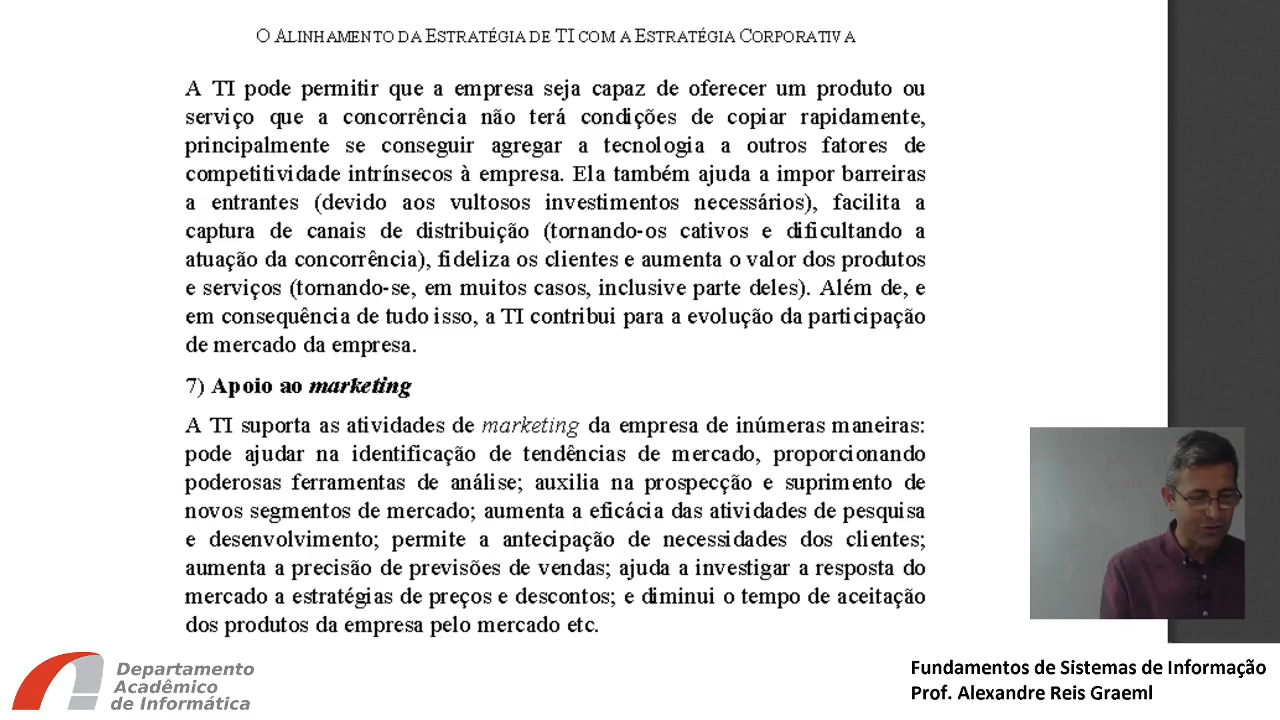 O ALINHAMENTO DA ESTRATÉGIA DE TI COM A ESTRATÉGIA CORPORATIVA
A TI pode permitir que a empresa seja capaz de oferecer um produto ou
serviço que a concorrência não terá condições de copiar rapidamente,
principalmente se conseguir agregar a tecnologia a outros fatores de
competitividade intrínsecos à empresa. Ela também ajuda a impor barreiras
a entrantes (devido aos vultosos investimentos necessários), facilita a
captura de canais de distribuição (tornando-os cativos e dificultando a
atuação da concorrência), fideliza os clientes e aumenta o valor dos produtos
e serviços (tornando-se, em muitos casos, inclusive parte deles). Além de, e
em consequência de tudo isso, a TI contribui para a evolução da participação
de mercado da empresa.
7) Apoio ao marketing
A TI suporta as atividades de marketing da empresa de inúmeras maneiras:
pode ajudar na identificação de tendências de mercado, proporcionando
poderosas ferramentas de análise; auxilia na prospecção e suprimento de
novos segmentos de mercado; aumenta a eficácia das atividades de pesquisa
e desenvolvimento; permite a antecipação de necessidades dos clientes;
aumenta a precisão de previsões de vendas; ajuda a investigar a resposta do
mercado a estratégias de preços e descontos; e diminui o tempo de aceitação
dos produtos da empresa pelo mercado etc.
Departamento
Acadêmico
de Informática
Fundamentos de Sistemas de Informação
Prof. Alexandre Reis Graeml